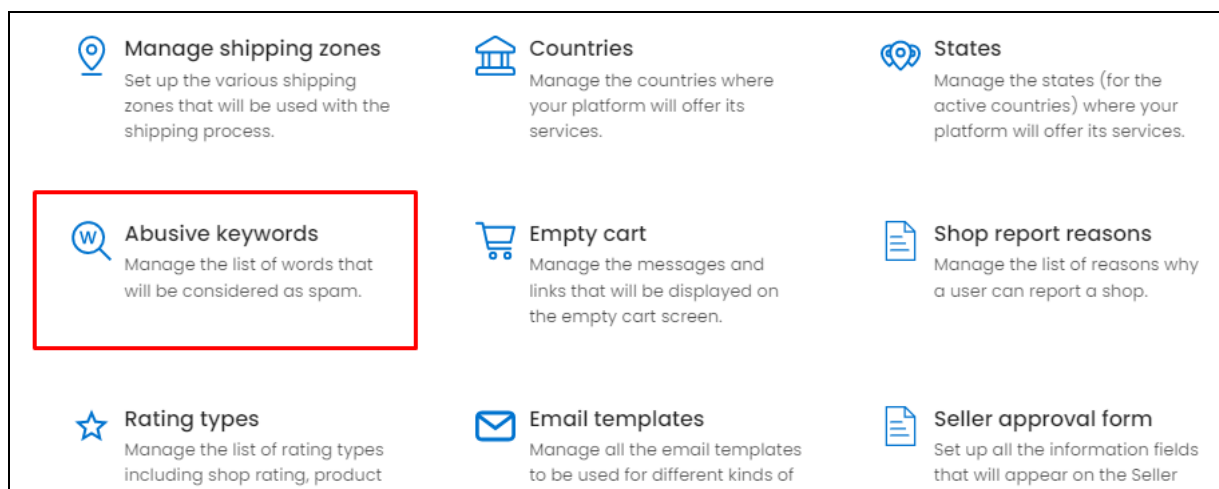 Manage shipping zones
Set up the various shipping
zones that will be used with the
shipping process.
Countries
Manage the countries where
your platform will offer its
services.
States
Manage the states (for the
active countries) where your
platform will offer its services.
W
Abusive keywords
Manage the list of words that
will be considered as spam.
Empty cart
Manage the messages and
links that will be displayed on
the empty cart screen.
Shop report reasons
Manage the list of reasons why
a user can report a shop.
Rating types
Manage the list of rating types
including shop rating, product
Email templates
Manage all the email templates
to be used for different kinds of
Seller approval form
Set up all the information fields
that will appear on the Seller